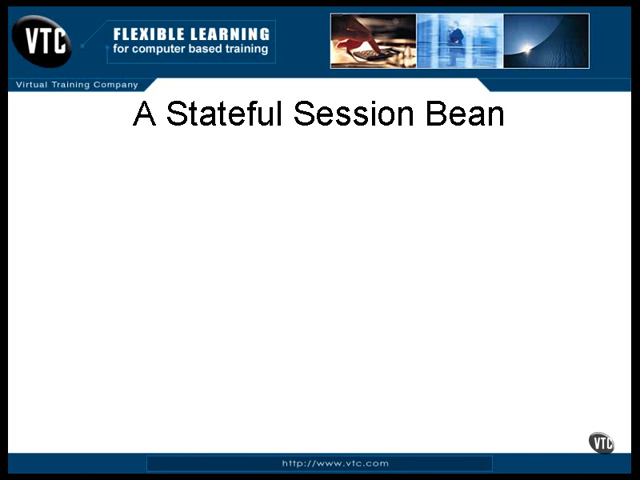 VTC
FLEXIBLE LEARNING
for computer based training
Virtual Training Company
A Stateful Session Bean
VTC
http://www.vtc.com